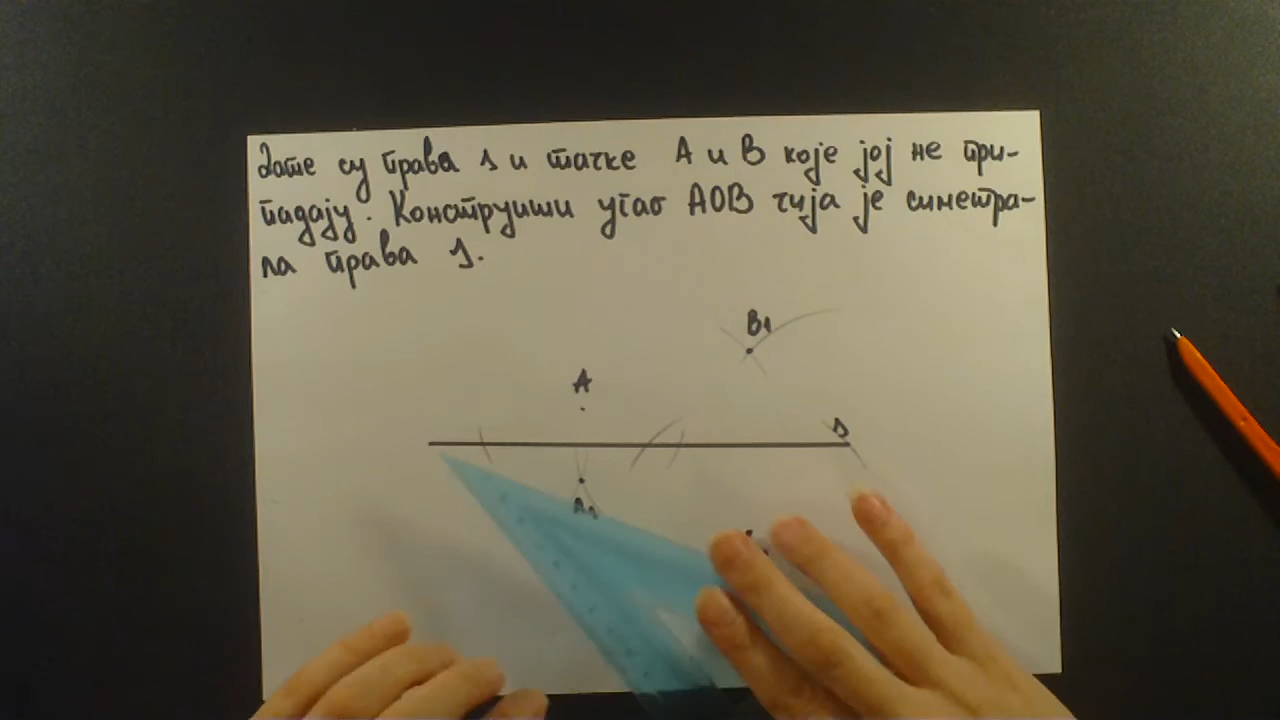 Дате су права s и тачке A и B које јој не при-
падају. Конструиши угао AOB чија је симетра-
ла права s.
B₁
A
s
A₁